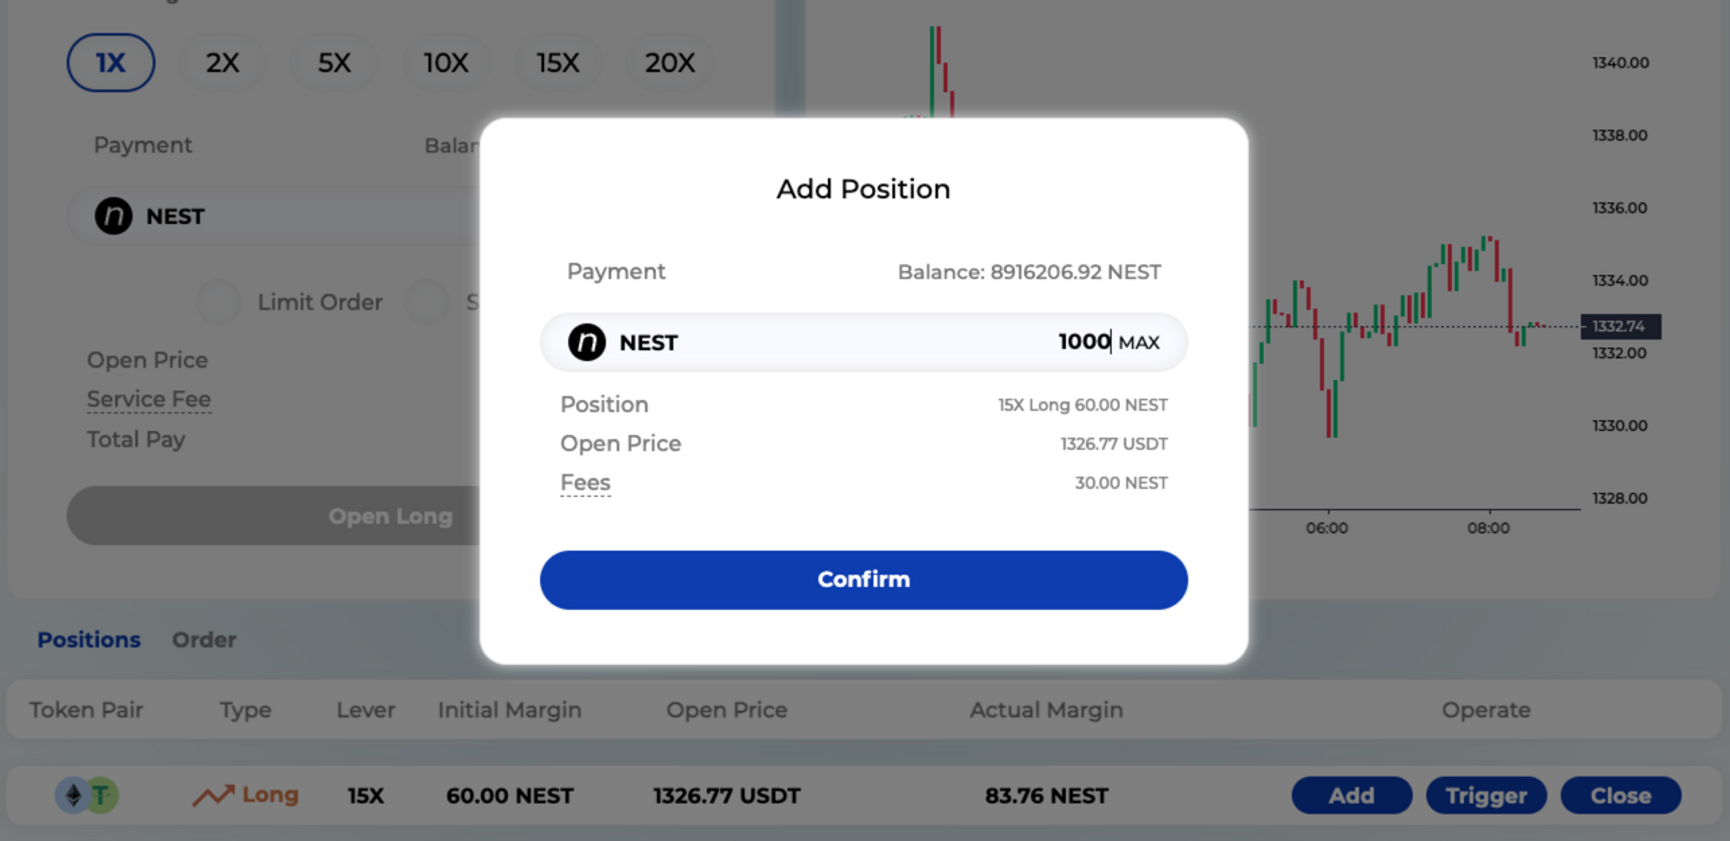 1X 2X 5X 10X 15X 20X
Payment
NEST
Limit Order
Open Price
Service Fee
Total Pay
Open Long
Add Position
Payment Balance: 8916206.92 NEST
NEST 1000 MAX
Position 15X Long 60.00 NEST
Open Price 1326.77 USDT
Fees 30.00 NEST
Confirm
1340.00
1338.00
1336.00
1334.00
1332.74
1332.00
1330.00
1328.00
06:00 08:00
Positions Order
Token Pair Type Lever Initial Margin Open Price Actual Margin Operate
Long 15X 60.00 NEST 1326.77 USDT 83.76 NEST Add Trigger Close